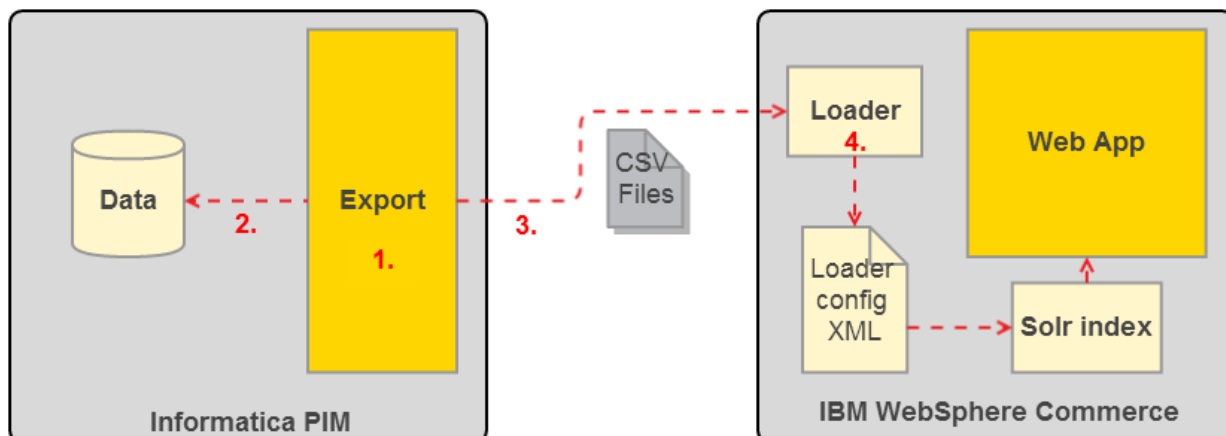 Data
2.
Export
1.
3.
CSV
Files
Informatica PIM
Loader
4.
Web App
Loader
config
XML
Solr index
IBM WebSphere Commerce